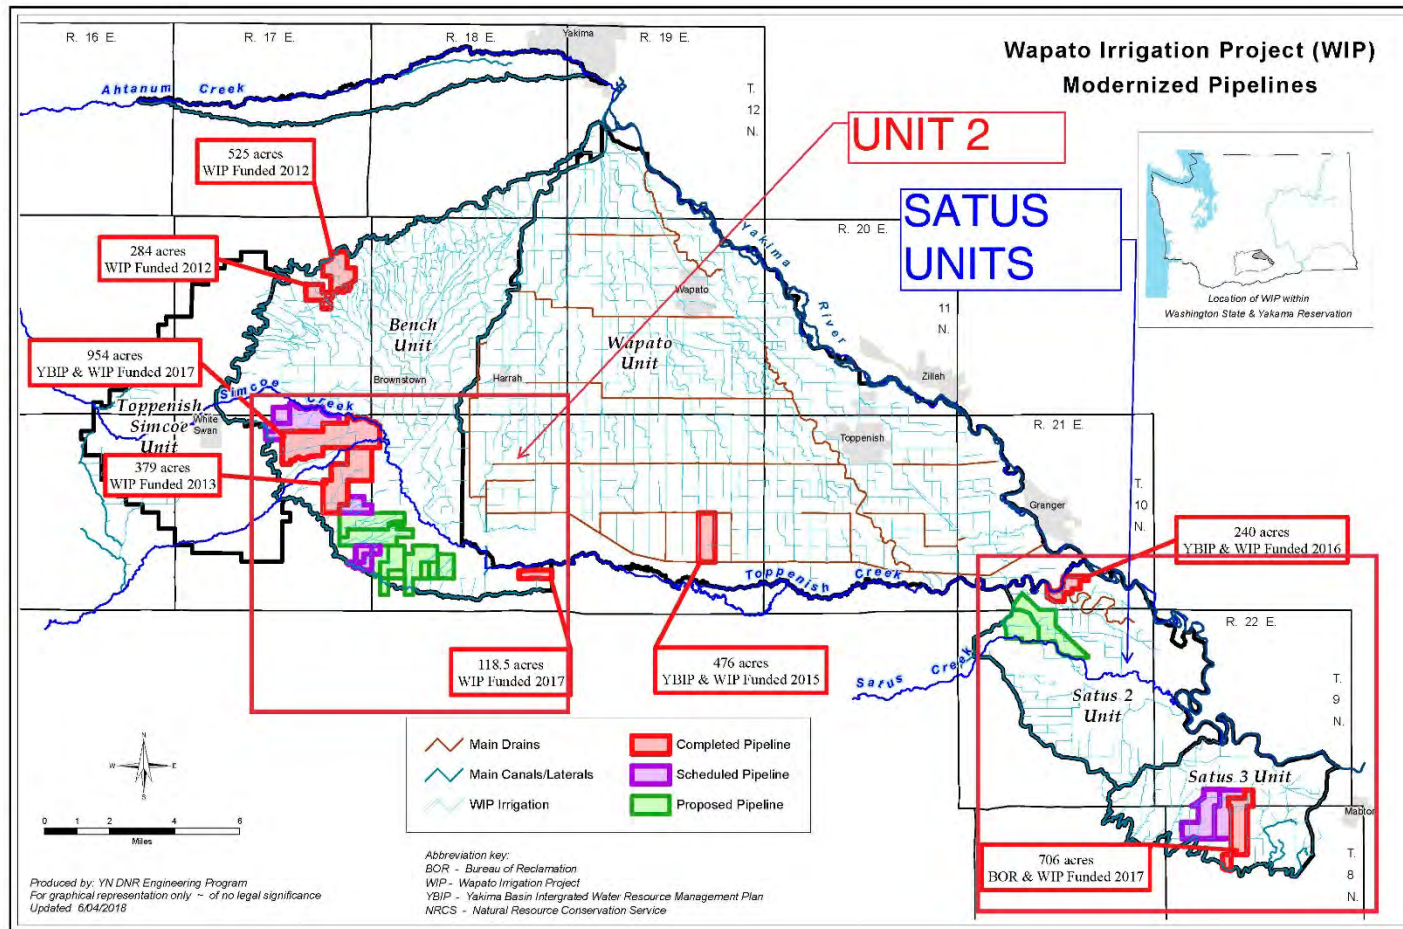 R. 16 E.
R. 17 E.
R. 18 E.
Yakima
R. 19 E.
Wapato Irrigation Project (WIP)
Modernized Pipelines
Ahtanum Creek
T.
12
N.
UNIT 2
525 acres
WIP Funded 2012
SATUS
UNITS
R. 20 E.
Yakima River
284 acres
WIP Funded 2012
Wapato
11
N.
Location of WIP within
Washington State & Yakama Reservation
Bench
Unit
Wapato
Unit
954 acres
YBIP & WIP Funded 2017
Simcoe Creek
Brownstown
Harrah
Zillah
Toppenish
Simcoe
Unit
White
Swan
R. 21 E.
Toppenish
379 acres
WIP Funded 2013
T.
10
N.
Granger
240 acres
YBIP & WIP Funded 2016
Toppenish Creek
R. 22 E.
118.5 acres
WIP Funded 2017
476 acres
YBIP & WIP Funded 2015
Satus Creek
T.
9
N.
Satus 2
Unit
Main Drains
Main Canals/Laterals
WIP Irrigation
Completed Pipeline
Scheduled Pipeline
Proposed Pipeline
Satus 3 Unit
Mabton
N
W
E
S
0 1 2 4 6
Miles
706 acres
BOR & WIP Funded 2017
T.
8
N.
Abbreviation key:
BOR - Bureau of Reclamation
WIP - Wapato Irrigation Project
YBIP - Yakima Basin Intergrated Water Resource Management Plan
NRCS - Natural Resource Conservation Service
Produced by: YN DNR Engineering Program
For graphical representation only ~ of no legal significance
Updated 6/04/2018